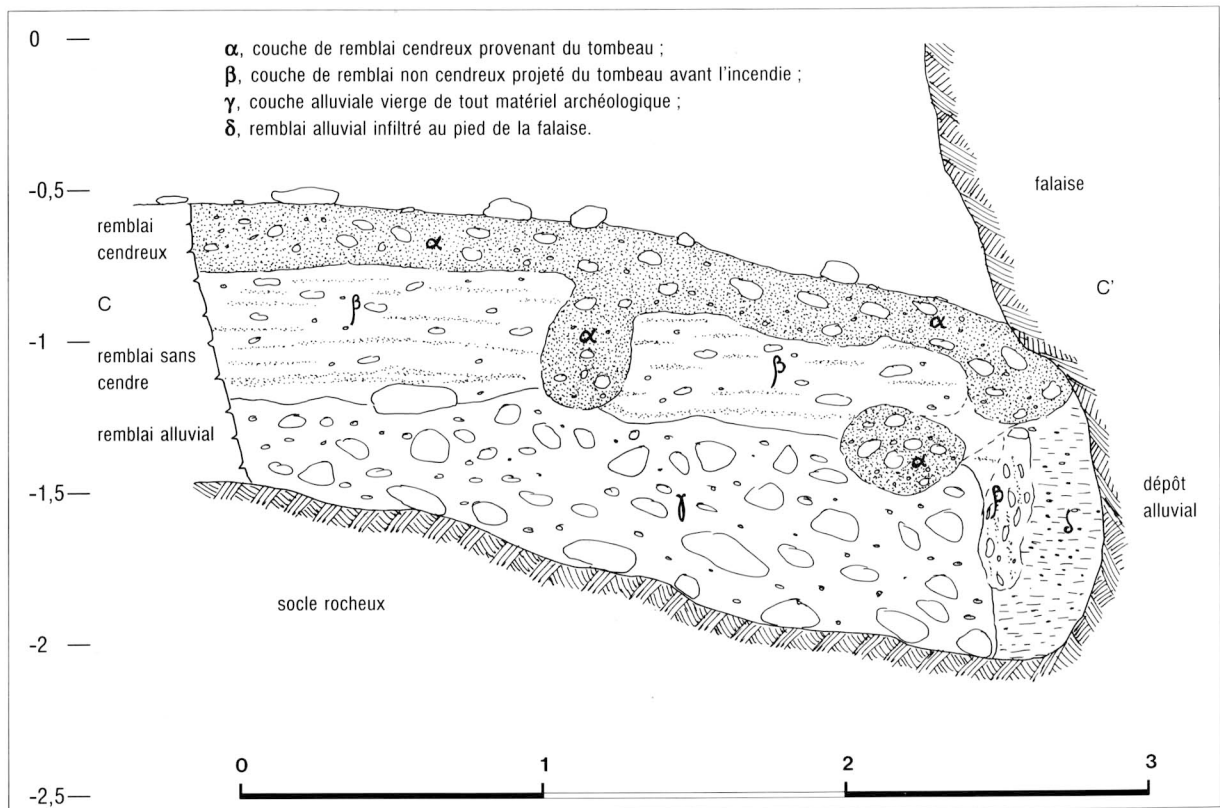 0
α, couche de remblai cendreux provenant du tombeau ;
β, couche de remblai non cendreux projeté du tombeau avant l'incendie ;
γ, couche alluviale vierge de tout matériel archéologique ;
δ, remblai alluvial infiltré au pied de la falaise.
-0,5
falaise
remblai
cendreux
α
C
C'
β
α
α
-1
remblai sans
cendre
β
remblai alluvial
α
-1,5
γ
β
δ
dépôt
alluvial
socle rocheux
-2
0 1 2 3
-2,5